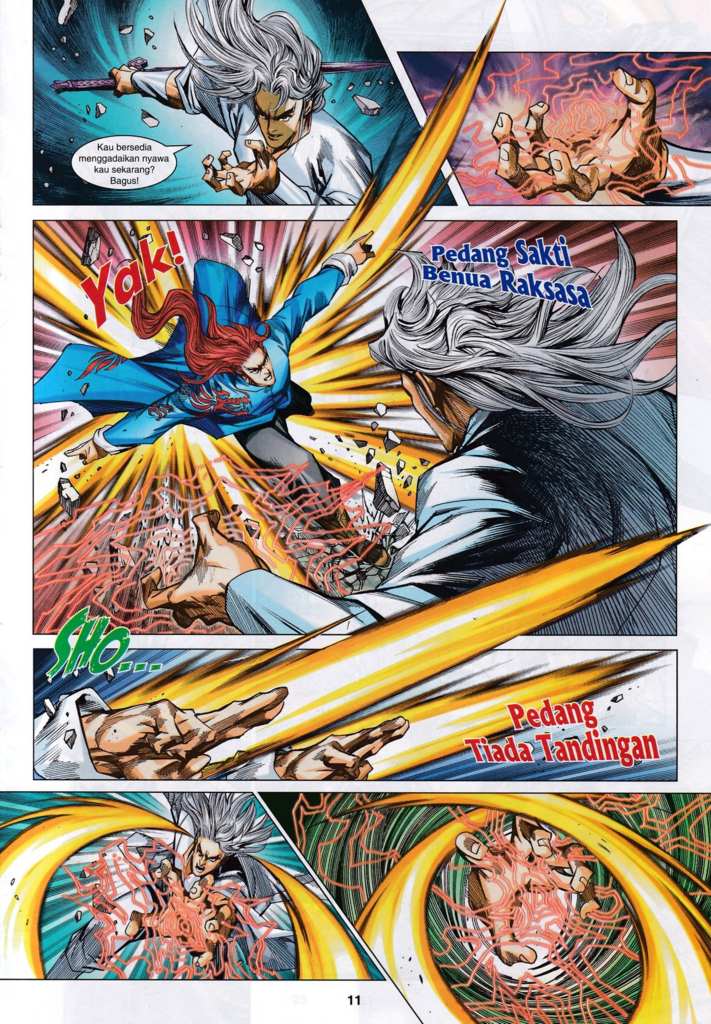 Kau bersedia
menggadaikan nyawa
kau sekarang?
Bagus!
Yak!
Pedang Sakti
Benua Raksasa
SHO...
Pedang
Tiada Tandingan
11